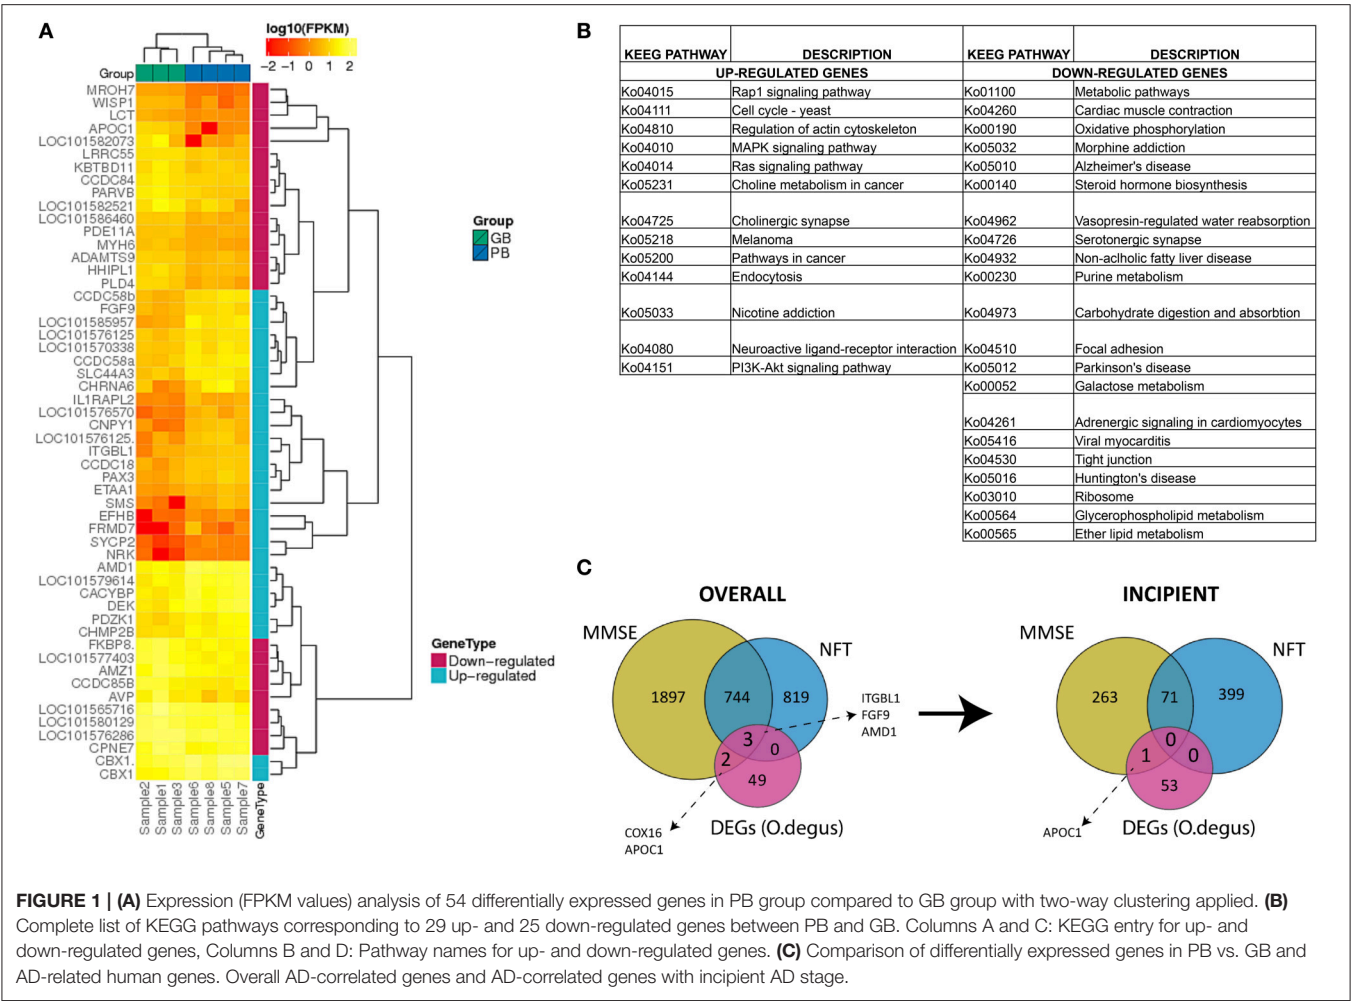 A
log10(FPKM)
−2 −1 0 1 2
Group
MROH7
WISP1
LCT
APOC1
LOC101582073
LRRC55
KBTBD11
CCDC84
PARVB
LOC101582521
LOC101586460
PDE11A
MYH6
ADAMTS9
HHIPL1
PLD4
CCDC58b
FGF9
LOC101585957
LOC101576125
LOC101570338
CCDC58a
SLC44A3
CHRNA6
IL1RAPL2
LOC101576570
CNPY1
LOC101576125.
ITGBL1
CCDC18
PAX3
ETAA1
SMS
EFHB
FRMD7
SYCP2
NRK
AMD1
LOC101579614
CACYBP
DEK
PDZK1
CHMP2B
FKBP8.
LOC101577403
AMZ1
CCDC85B
AVP
LOC101565716
LOC101580129
LOC101576286
CPNE7
CBX1.
CBX1
Sample2
Sample1
Sample3
Sample6
Sample8
Sample5
Sample7
GeneType
Group
GB
PB
GeneType
Down−regulated
Up−regulated
B
KEEG PATHWAY DESCRIPTION KEEG PATHWAY DESCRIPTION
UP-REGULATED GENES DOWN-REGULATED GENES
Ko04015 Rap1 signaling pathway Ko01100 Metabolic pathways
Ko04111 Cell cycle - yeast Ko04260 Cardiac muscle contraction
Ko04810 Regulation of actin cytoskeleton Ko00190 Oxidative phosphorylation
Ko04010 MAPK signaling pathway Ko05032 Morphine addiction
Ko04014 Ras signaling pathway Ko05010 Alzheimer's disease
Ko05231 Choline metabolism in cancer Ko00140 Steroid hormone biosynthesis
Ko04725 Cholinergic synapse Ko04962 Vasopressin-regulated water reabsorption
Ko05218 Melanoma Ko04726 Serotonergic synapse
Ko05200 Pathways in cancer Ko04932 Non-aclholic fatty liver disease
Ko04144 Endocytosis Ko00230 Purine metabolism
Ko05033 Nicotine addiction Ko04973 Carbohydrate digestion and absorbtion
Ko04080 Neuroactive ligand-receptor interaction Ko04510 Focal adhesion
Ko04151 PI3K-Akt signaling pathway Ko05012 Parkinson's disease
Ko00052 Galactose metabolism
Ko04261 Adrenergic signaling in cardiomyocytes
Ko05416 Viral myocarditis
Ko04530 Tight junction
Ko05016 Huntington's disease
Ko03010 Ribosome
Ko00564 Glycerophospholipid metabolism
Ko00565 Ether lipid metabolism
C
OVERALL
MMSE
NFT
1897
744
819
3
0
2
49
ITGBL1
FGF9
AMD1
COX16
APOC1
DEGs (O.degus)
INCIPIENT
MMSE
NFT
263
71
399
0
1
0
53
APOC1
DEGs (O.degus)
FIGURE 1 | (A) Expression (FPKM values) analysis of 54 differentially expressed genes in PB group compared to GB group with two-way clustering applied. (B)
Complete list of KEGG pathways corresponding to 29 up- and 25 down-regulated genes between PB and GB. Columns A and C: KEGG entry for up- and
down-regulated genes, Columns B and D: Pathway names for up- and down-regulated genes. (C) Comparison of differentially expressed genes in PB vs. GB and
AD-related human genes. Overall AD-correlated genes and AD-correlated genes with incipient AD stage.